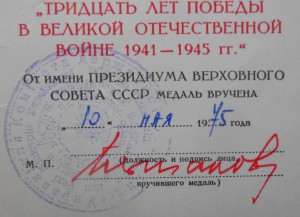 "ТРИДЦАТЬ ЛЕТ ПОБЕДЫ
В ВЕЛИКОЙ ОТЕЧЕСТВЕННОЙ
ВОЙНЕ 1941—1945 гг."
От имени ПРЕЗИДИУМА ВЕРХОВНОГО
СОВЕТА СССР МЕДАЛЬ ВРУЧЕНА
„10 мая 1975 года
М. П.
(Должность и подпись лица,
вручившего медаль)